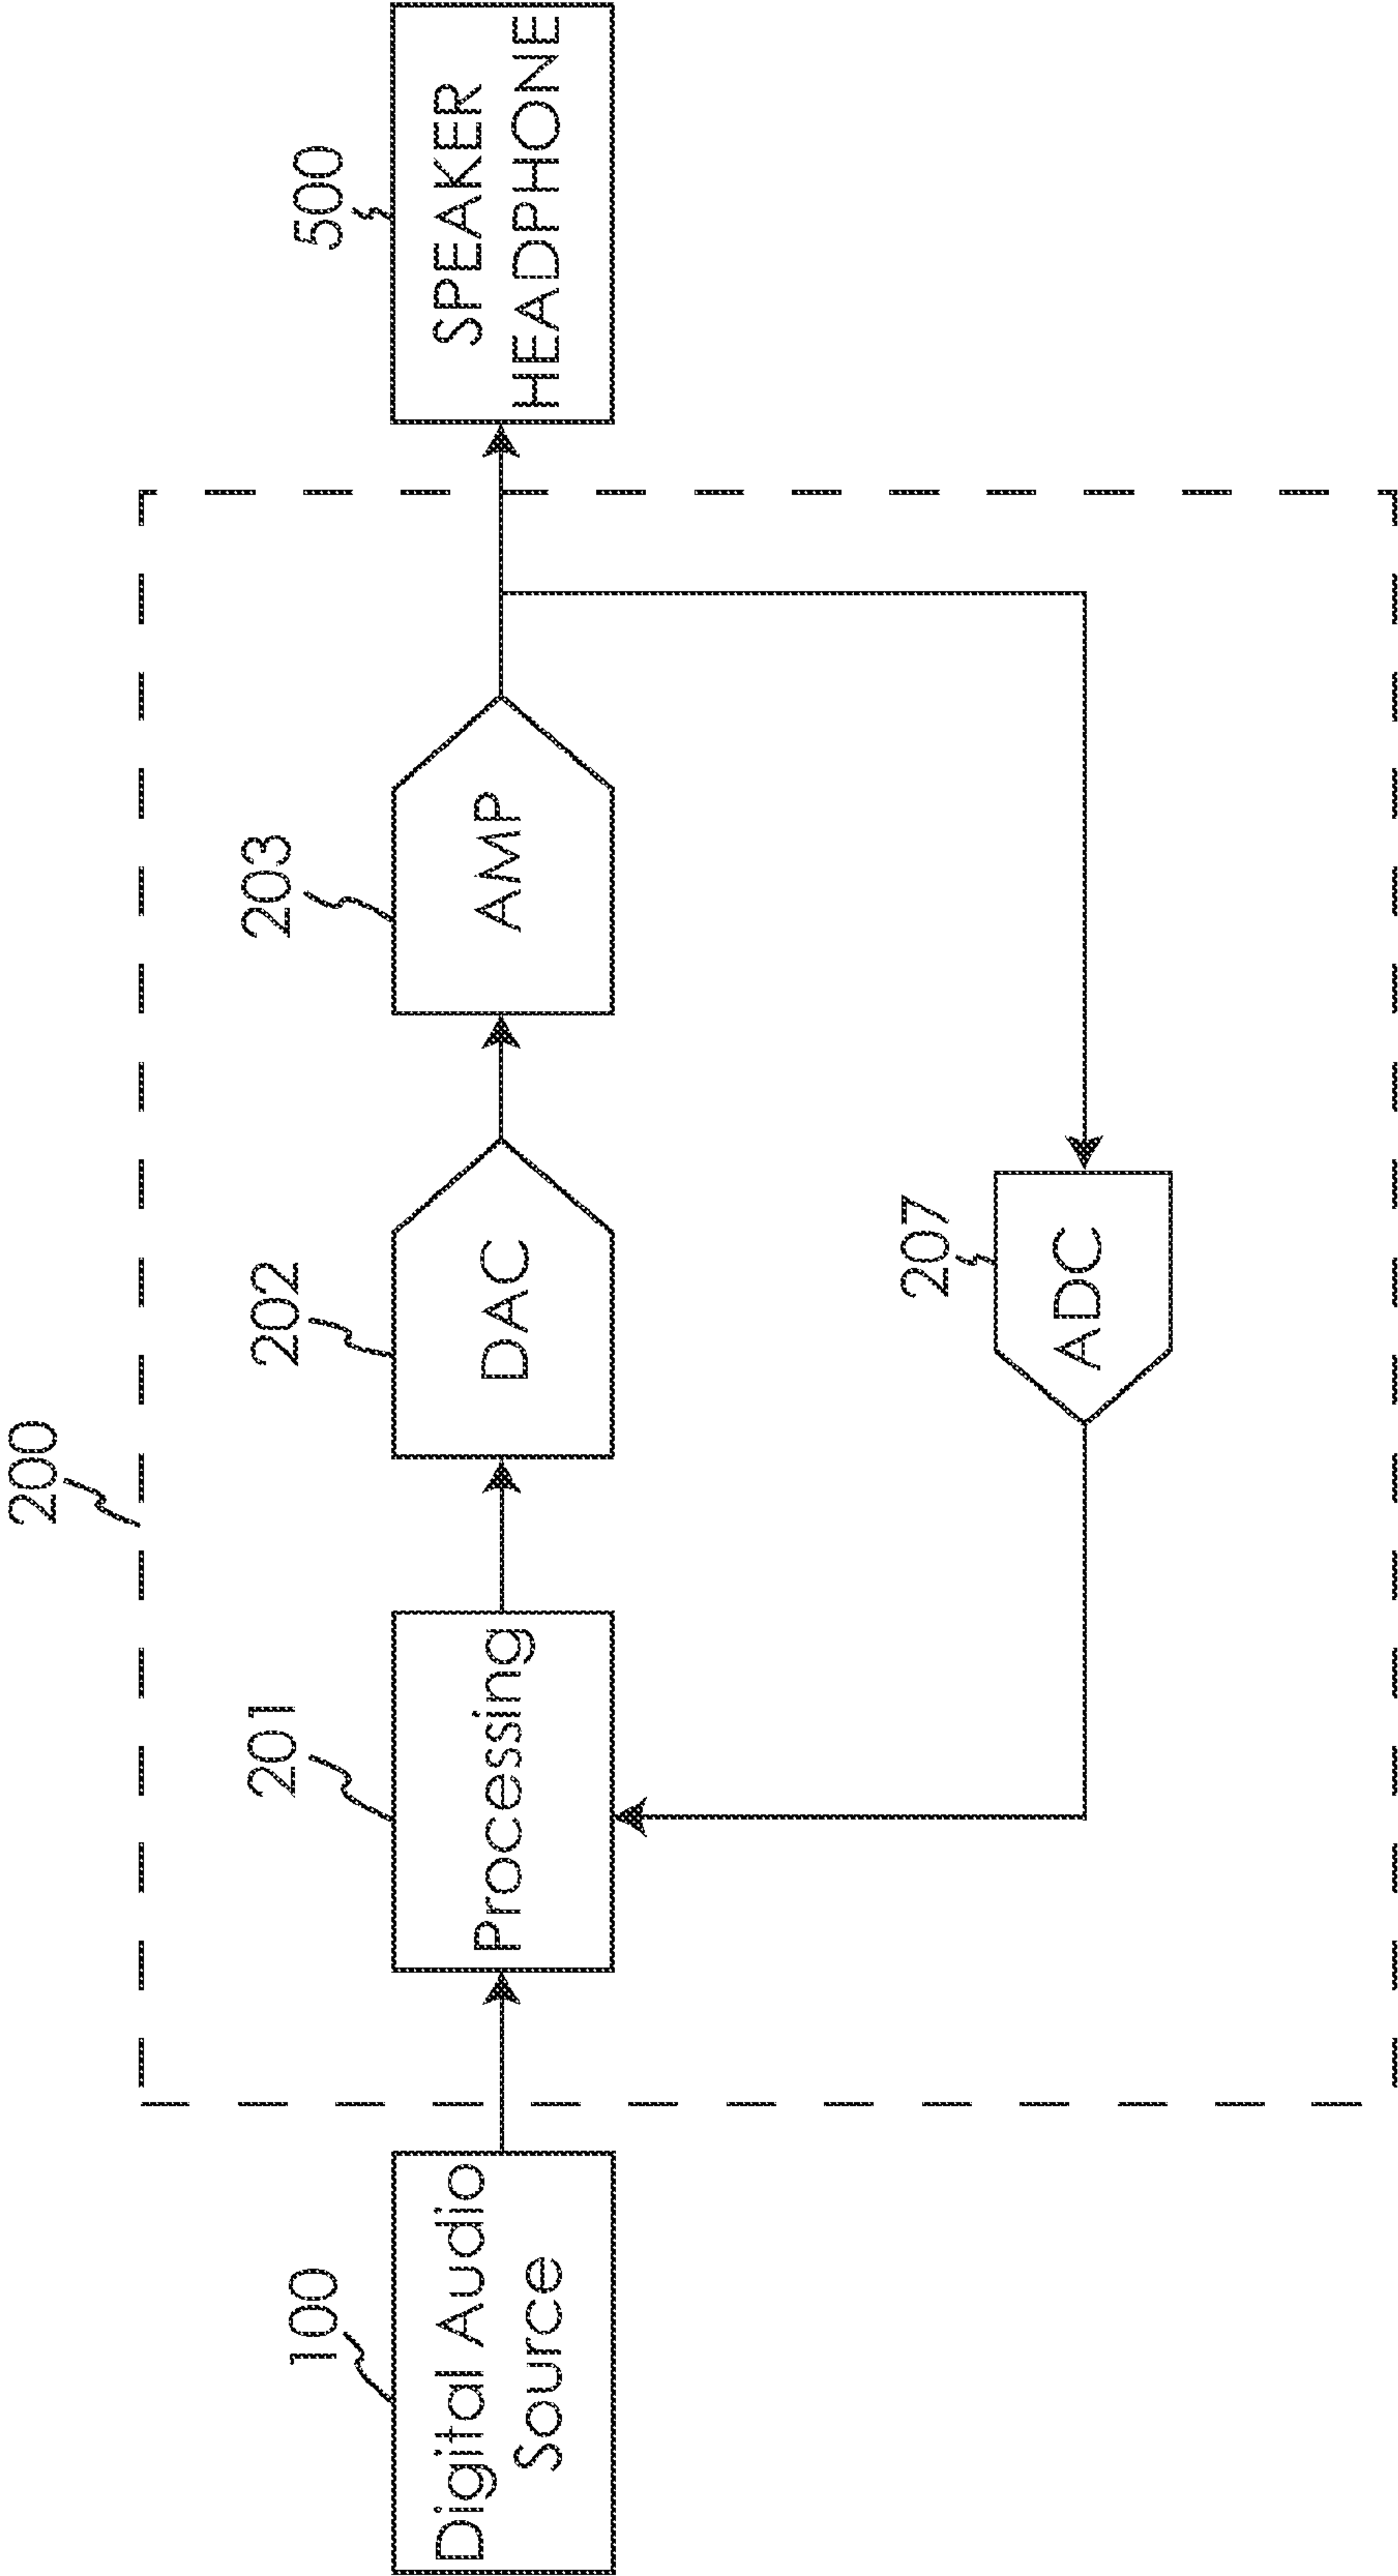 200
100
Digital Audio
Source
201
Processing
202
DAC
203
AMP
500
SPEAKER
HEADPHONE
207
ADC